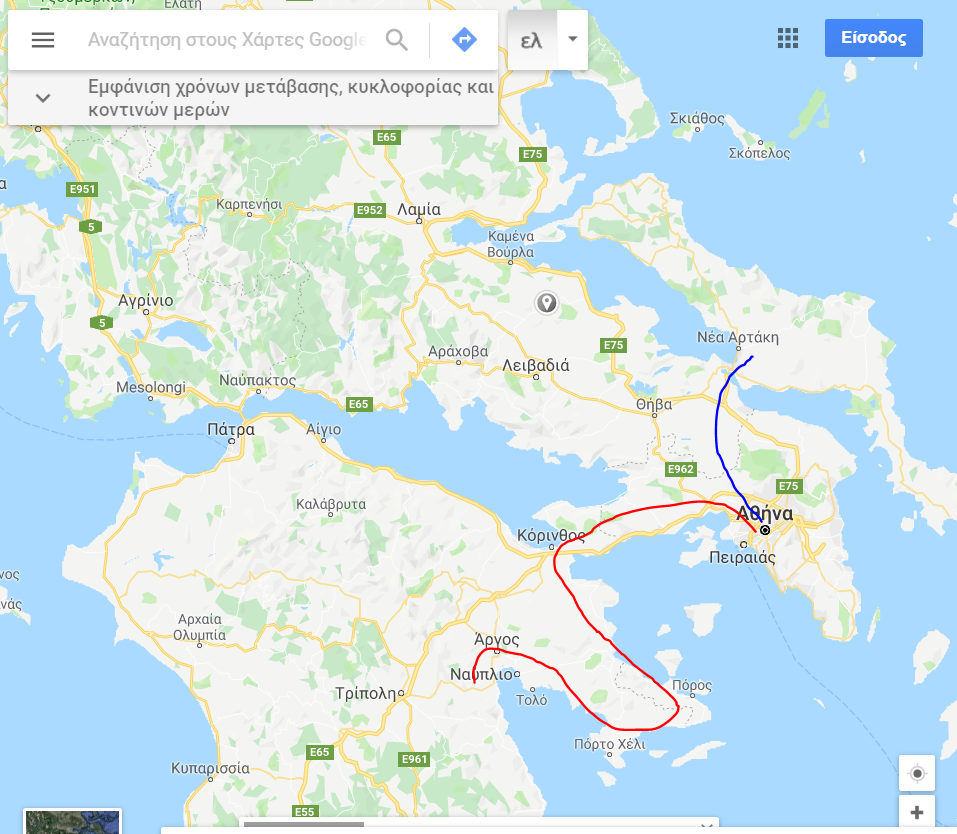 Τζουμέρκων
Ελάτη
Αναζήτηση στους Χάρτες Google
ελ
Είσοδος
Εμφάνιση χρόνων μετάβασης, κυκλοφορίας και
κοντινών μερών
Σκιάθος
E65
E75
Σκόπελος
E951
Καρπενήσι
E952
Λαμία
5
Καμένα
Βούρλα
Αγρίνιο
5
Νέα Αρτάκη
E75
Αράχοβα
Λειβαδιά
Mesolongi
Ναύπακτος
E65
Θήβα
Πάτρα
Αίγιο
E962
E75
Καλάβρυτα
Αθήνα
Κόρινθος
Πειραιάς
νος
νάς
Αρχαία
Ολυμπία
Άργος
Ναύπλιο
Τρίπολη
Τολό
Πόρος
Πόρτο Χέλι
E65
E961
Κυπαρισσία
E55